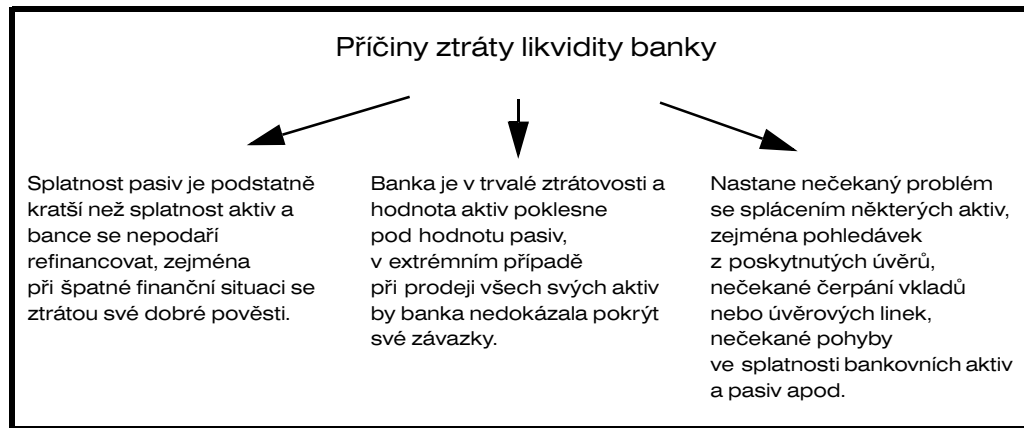 Příčiny ztráty likvidity banky
Splatnost pasiv je podstatně
kratší než splatnost aktiv a
bance se nepodaří
refinancovat, zejména
při špatné finanční situaci se
ztrátou své dobré pověsti.
Banka je v trvalé ztrátovosti a
hodnota aktiv poklesne
pod hodnotu pasiv,
v extrémním případě
při prodeji všech svých aktiv
by banka nedokázala pokrýt
své závazky.
Nastane nečekaný problém
se splácením některých aktiv,
zejména pohledávek
z poskytnutých úvěrů,
nečekané čerpání vkladů
nebo úvěrových linek,
nečekané pohyby
ve splatnosti bankovních aktiv
a pasiv apod.